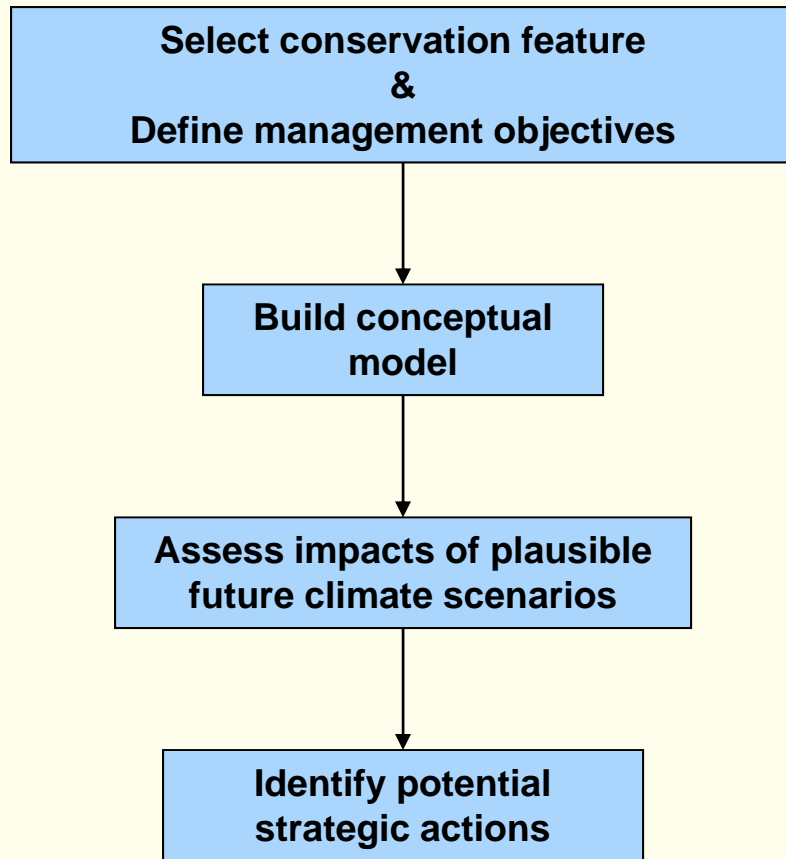 Select conservation feature
&
Define management objectives
Build conceptual
model
Assess impacts of plausible
future climate scenarios
Identify potential
strategic actions